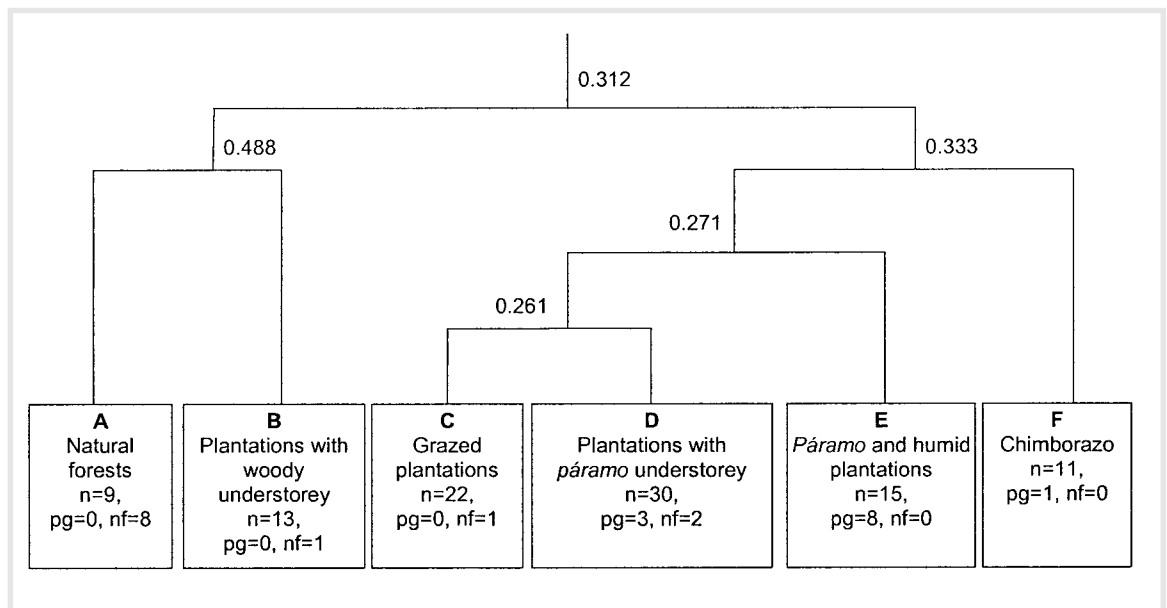 0.312
0.488
0.333
0.271
0.261
A
Natural
forests
n=9,
pg=0, nf=8
B
Plantations with
woody
understorey
n=13,
pg=0, nf=1
C
Grazed
plantations
n=22,
pg=0, nf=1
D
Plantations with
páramo understorey
n=30,
pg=3, nf=2
E
Páramo and humid
plantations
n=15,
pg=8, nf=0
F
Chimborazo
n=11,
pg=1, nf=0